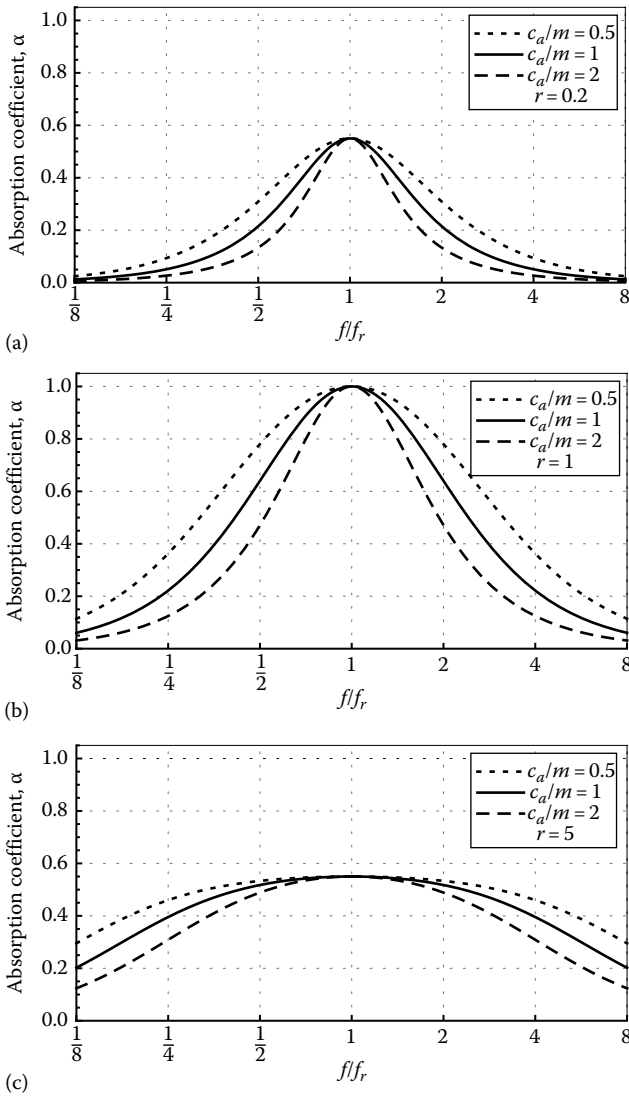 Absorption coefficient, α
1.0
0.8
0.6
0.4
0.2
0.0
c_a/m = 0.5
c_a/m = 1
c_a/m = 2
r = 0.2
1/8 1/4 1/2 1 2 4 8
(a) f/f_r
Absorption coefficient, α
1.0
0.8
0.6
0.4
0.2
0.0
c_a/m = 0.5
c_a/m = 1
c_a/m = 2
r = 1
1/8 1/4 1/2 1 2 4 8
(b) f/f_r
Absorption coefficient, α
1.0
0.8
0.6
0.4
0.2
0.0
c_a/m = 0.5
c_a/m = 1
c_a/m = 2
r = 5
1/8 1/4 1/2 1 2 4 8
(c) f/f_r